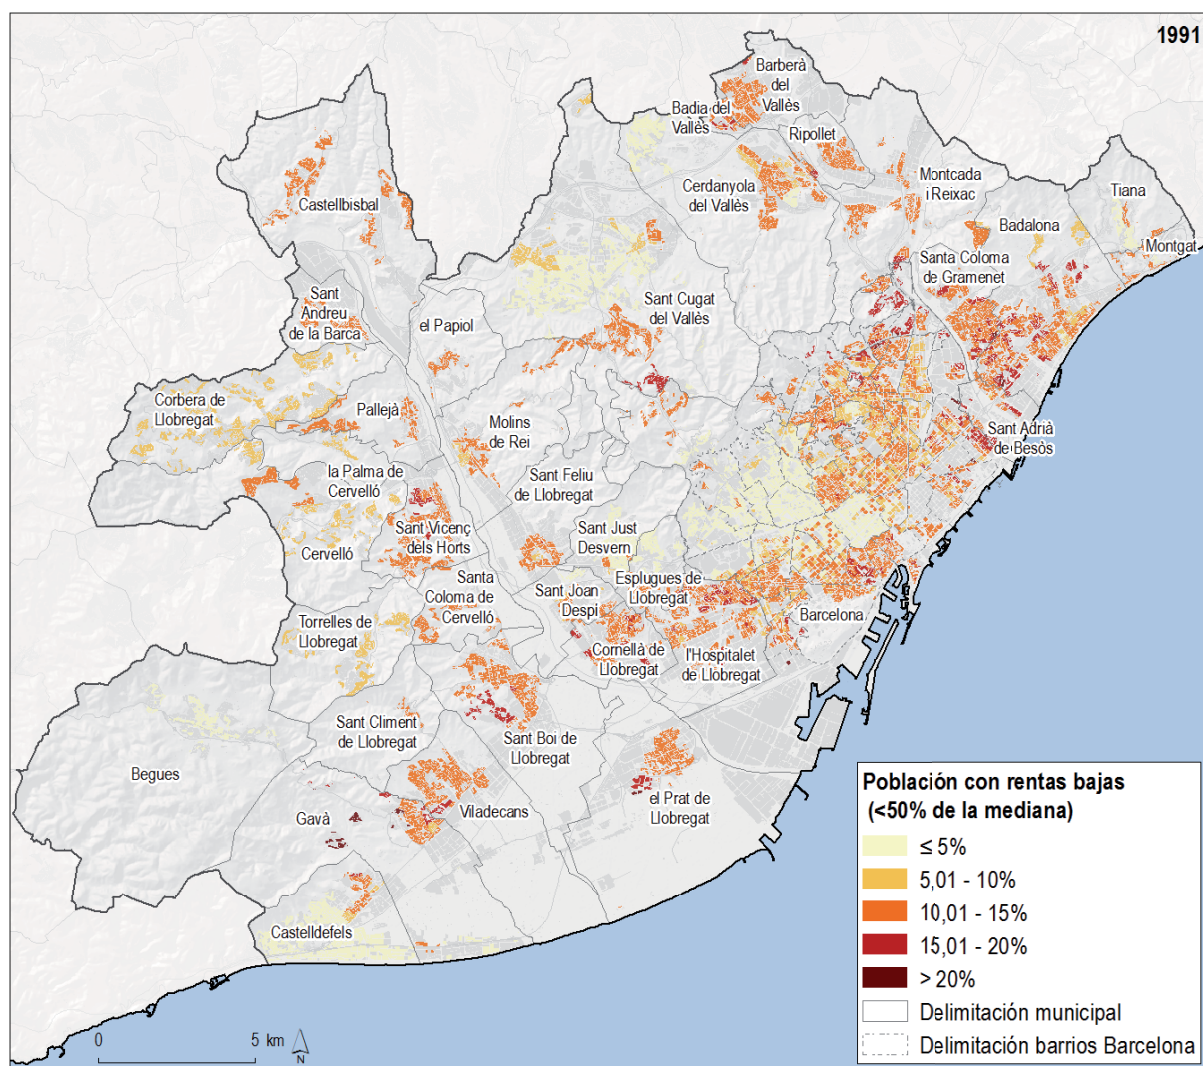 1991
Barberà
del
Vallès
Badia del
Vallès
Ripollet
Cerdanyola
del Vallès
Montcada
i Reixac
Tiana
Badalona
Montgat
Santa Coloma
de Gramenet
Castellbisbal
Sant
Andreu
de la Barca
el Papiol
Sant Cugat
del Vallès
Corbera de
Llobregat
Pallejà
Molins
de Rei
Sant Adrià
de Besòs
la Palma de
Cervelló
Sant Feliu
de Llobregat
Cervelló
Sant Vicenç
dels Horts
Sant Just
Desvern
Santa
Coloma de
Cervelló
Sant Joan
Despí
Esplugues de
Llobregat
Barcelona
Torrelles de
Llobregat
Cornellà de
Llobregat
l'Hospitalet
de Llobregat
Sant Climent
de Llobregat
Sant Boi de
Llobregat
Begues
Gavà
Viladecans
el Prat de
Llobregat
Castelldefels
Población con rentas bajas
(<50% de la mediana)
≤ 5%
5,01 - 10%
10,01 - 15%
15,01 - 20%
> 20%
Delimitación municipal
Delimitación barrios Barcelona
0 5 km
N